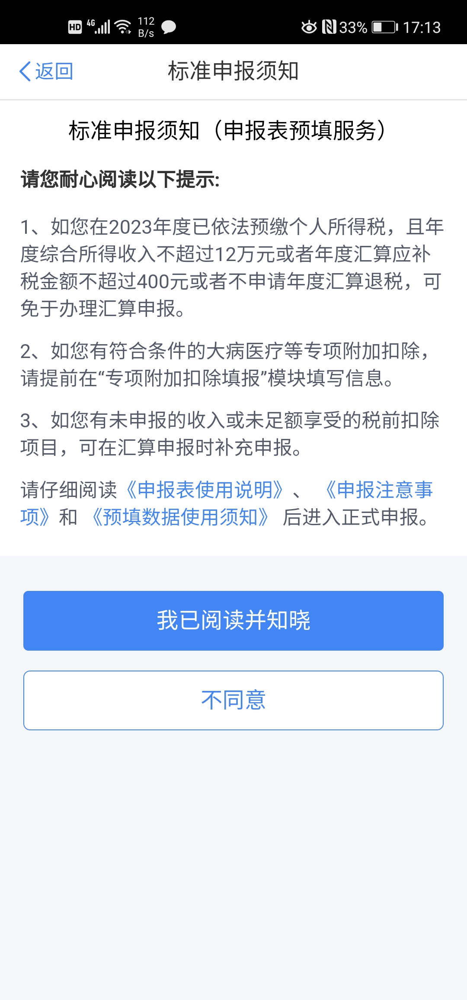 HD 4G 112 B/s 33% 17:13
返回 标准申报须知
标准申报须知（申报表预填服务）
请您耐心阅读以下提示:
1、如您在2023年度已依法预缴个人所得税，且年
度综合所得收入不超过12万元或者年度汇算应补
税金额不超过400元或者不申请年度汇算退税，可
免于办理汇算申报。
2、如您有符合条件的大病医疗等专项附加扣除，
请提前在“专项附加扣除填报”模块填写信息。
3、如您有未申报的收入或未足额享受的税前扣除
项目，可在汇算申报时补充申报。
请仔细阅读《申报表使用说明》、《申报注意事
项》和《预填数据使用须知》后进入正式申报。
我已阅读并知晓
不同意